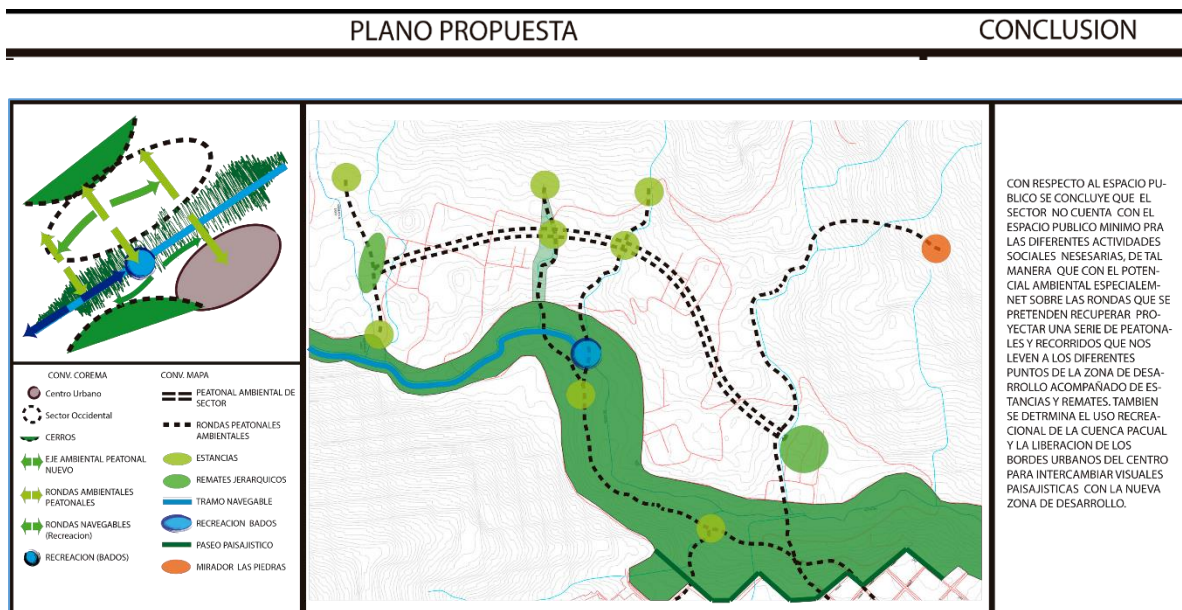 PLANO PROPUESTA
CONCLUSION
CONV. COREMA
Centro Urbano
Sector Occidental
CERROS
EJE AMBIENTAL PEATONAL
NUEVO
RONDAS AMBIENTALES
PEATONALES
RONDAS NAVEGABLES
(Recreacion)
RECREACION (BADOS)
CONV. MAPA
PEATONAL AMBIENTAL DE
SECTOR
RONDAS PEATONALES
AMBIENTALES
ESTANCIAS
REMATES JERARQUICOS
TRAMO NAVEGABLE
RECREACION BADOS
PASEO PAISAJISTICO
MIRADOR LAS PIEDRAS
CON RESPECTO AL ESPACIO PU-
BLICO SE CONCLUYE QUE EL
SECTOR NO CUENTA CON EL
ESPACIO PUBLICO MINIMO PRA
LAS DIFERENTES ACTIVIDADES
SOCIALES NESESARIAS, DE TAL
MANERA QUE CON EL POTEN-
CIAL AMBIENTAL ESPECIALEM-
NET SOBRE LAS RONDAS QUE SE
PRETENDEN RECUPERAR PRO-
YECTAR UNA SERIE DE PEATONA-
LES Y RECORRIDOS QUE NOS
LEVEN A LOS DIFERENTES
PUNTOS DE LA ZONA DE DESA-
RROLLO ACOMPAÑADO DE ES-
TANCIAS Y REMATES. TAMBIEN
SE DETRMINA EL USO RECREA-
CIONAL DE LA CUENCA PACUAL
Y LA LIBERACION DE LOS
BORDES URBANOS DEL CENTRO
PARA INTERCAMBIAR VISUALES
PAISAJISTICAS CON LA NUEVA
ZONA DE DESARROLLO.